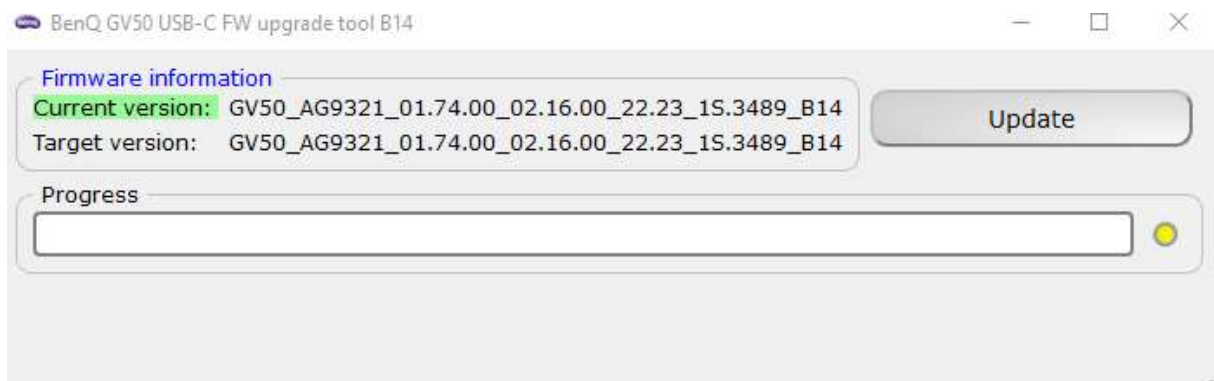 BenQ GV50 USB-C FW upgrade tool B14
Firmware information
Current version: GV50_AG9321_01.74.00_02.16.00_22.23_1S.3489_B14
Target version: GV50_AG9321_01.74.00_02.16.00_22.23_1S.3489_B14
Update
Progress